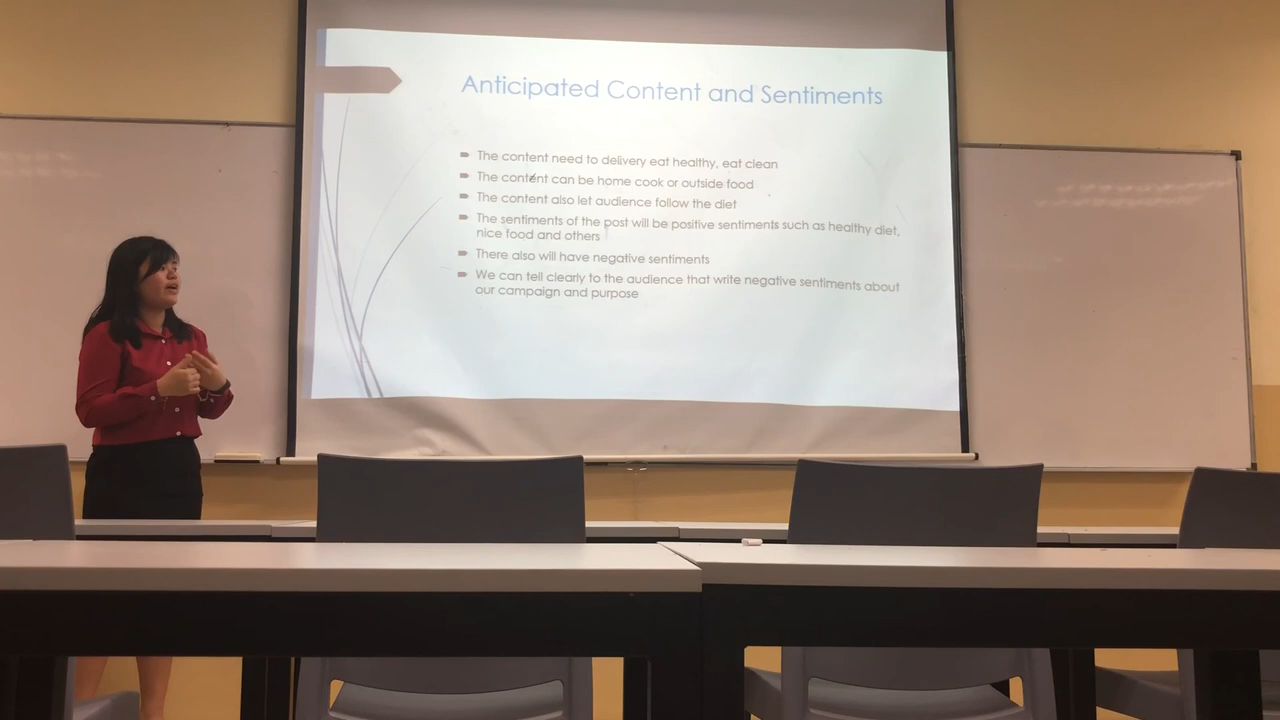 Anticipated Content and Sentiments
The content need to delivery eat healthy, eat clean
The content can be home cook or outside food
The content also let audience follow the diet
The sentiments of the post will be positive sentiments such as healthy diet,
nice food and others
There also will have negative sentiments
We can tell clearly to the audience that write negative sentiments about
our campaign and purpose